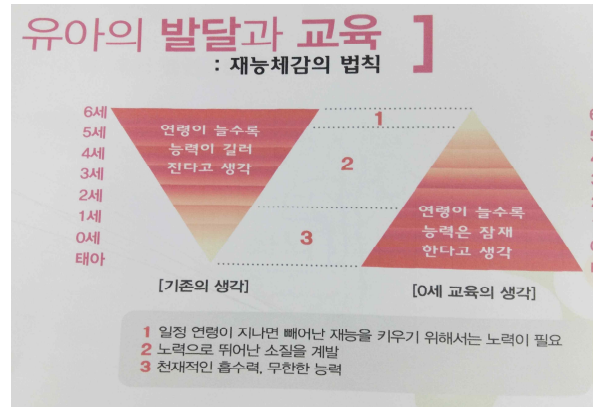 유아의 발달과 교육 ]
: 재능체감의 법칙
6세
5세
4세
3세
2세
1세
0세
태아
연령이 늘수록
능력이 길러
진다고 생각
1
2
3
연령이 늘수록
능력은 잠재
한다고 생각
[기존의 생각]
[0세 교육의 생각]
1 일정 연령이 지나면 빼어난 재능을 키우기 위해서는 노력이 필요
2 노력으로 뛰어난 소질을 계발
3 천재적인 흡수력, 무한한 능력